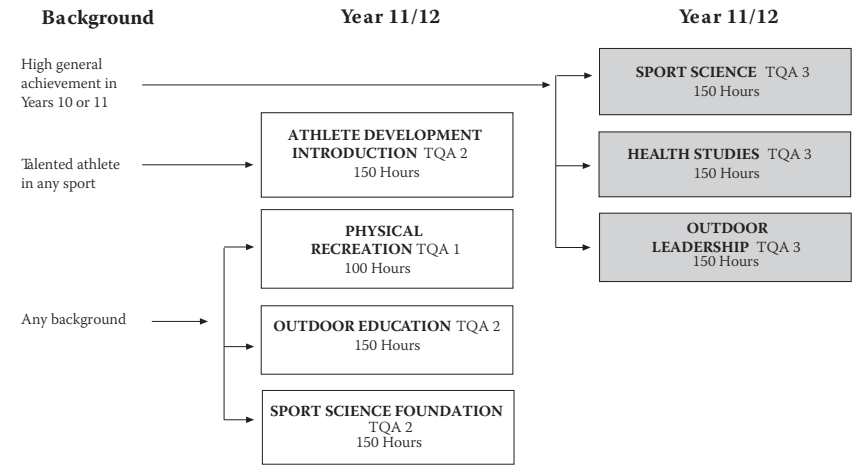 Background
Year 11/12
Year 11/12
High general
achievement in
Years 10 or 11
SPORT SCIENCE TQA 3
150 Hours
ATHLETE DEVELOPMENT
INTRODUCTION TQA 2
150 Hours
HEALTH STUDIES TQA 3
150 Hours
Talented athlete
in any sport
PHYSICAL
RECREATION TQA 1
100 Hours
OUTDOOR
LEADERSHIP TQA 3
150 Hours
Any background
OUTDOOR EDUCATION TQA 2
150 Hours
SPORT SCIENCE FOUNDATION
TQA 2
150 Hours